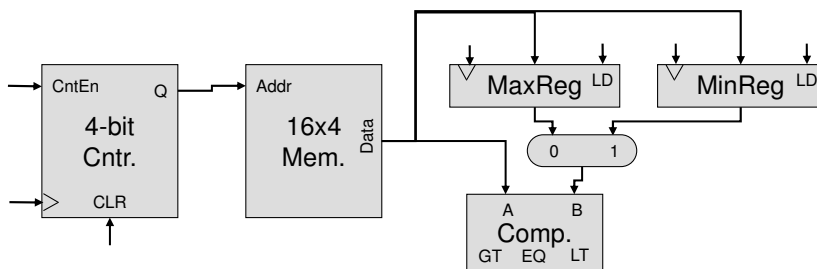 CntEn
Q
4-bit
Cntr.
CLR
Addr
16x4
Mem.
Data
LD
MaxReg
LD
MinReg
0 1
A B
Comp.
GT EQ LT